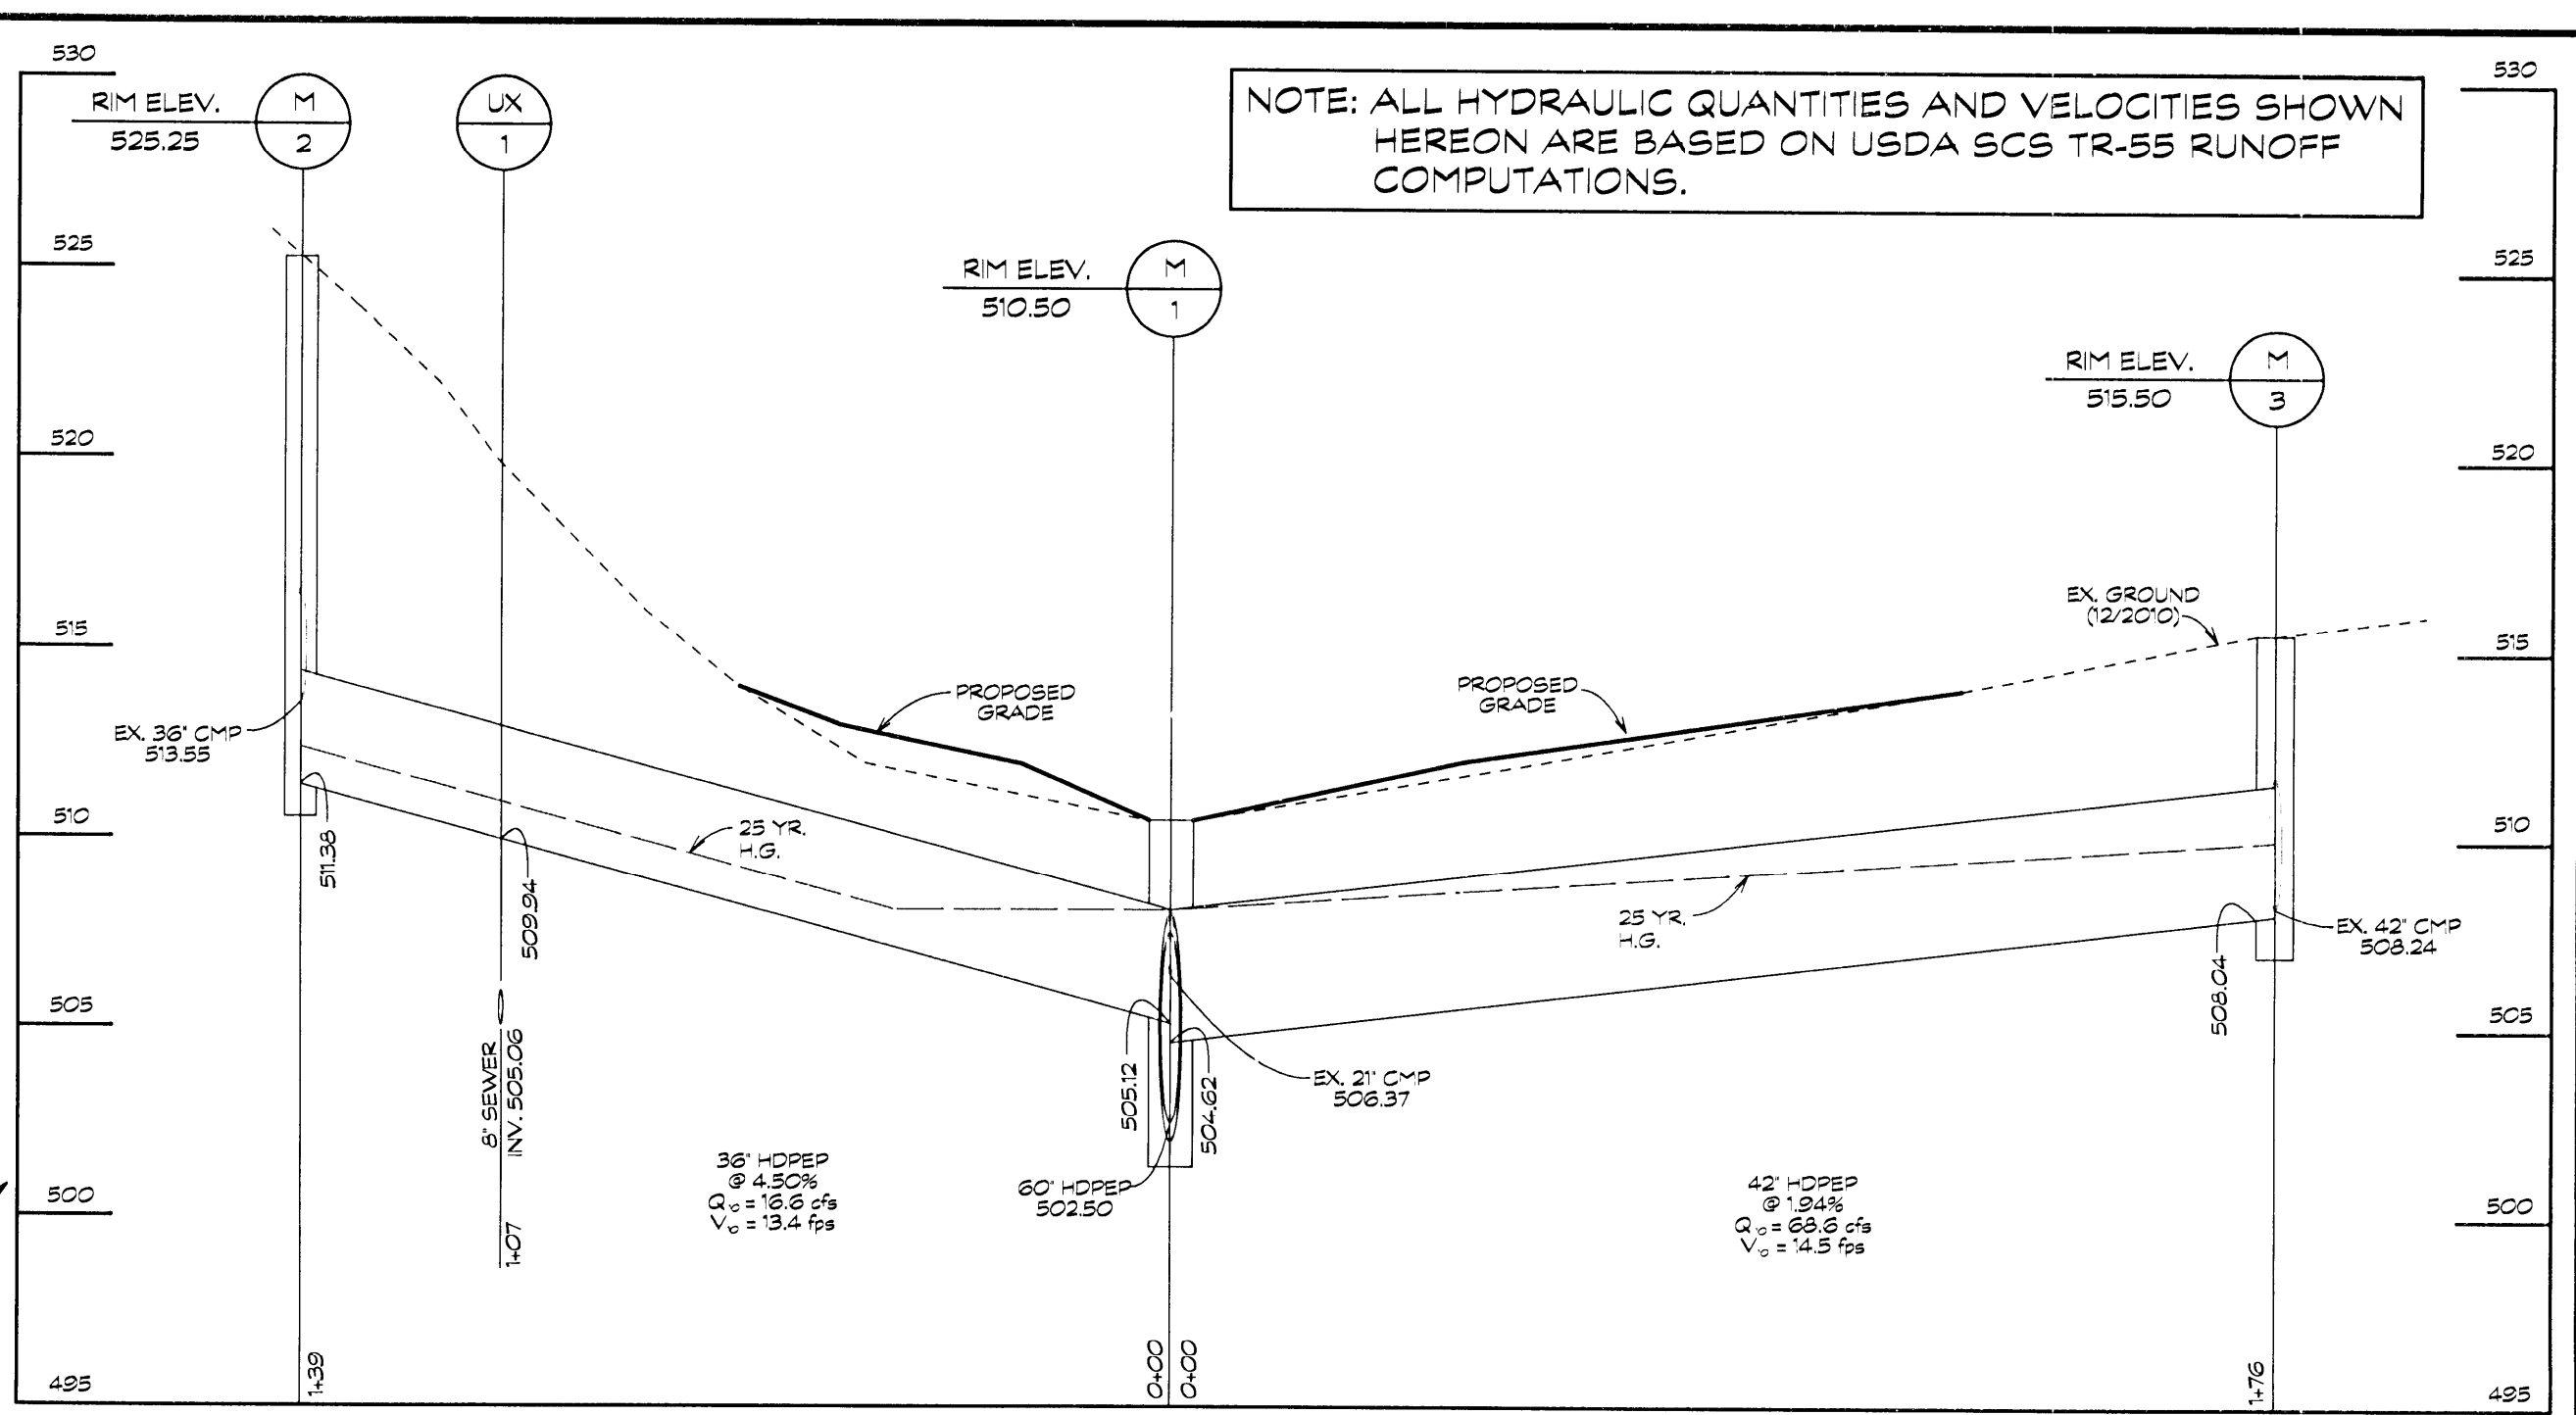 530
RIM ELEV.
525.25
M
2
UX
1
NOTE: ALL HYDRAULIC QUANTITIES AND VELOCITIES SHOWN
HEREON ARE BASED ON USDA SCS TR-55 RUNOFF
COMPUTATIONS.
530
525
RIM ELEV.
510.50
M
1
525
RIM ELEV.
515.50
M
3
520
520
515
EX. GROUND
(12/2010)
515
PROPOSED
GRADE
PROPOSED
GRADE
EX. 36" CMP
513.55
510
511.38
25 YR.
H.G.
509.94
510
25 YR.
H.G.
508.04
EX. 42" CMP
508.24
505
8" SEWER
INV. 505.06
505.12
504.62
EX. 21" CMP
506.37
505
36" HDPEP
@ 4.50%
Q10 = 16.6 cfs
V10 = 13.4 fps
60" HDPEP
502.50
42" HDPEP
@ 1.94%
Q10 = 68.6 cfs
V10 = 14.5 fps
500
500
1+07
495
1+39
0+00
0+00
1+76
495